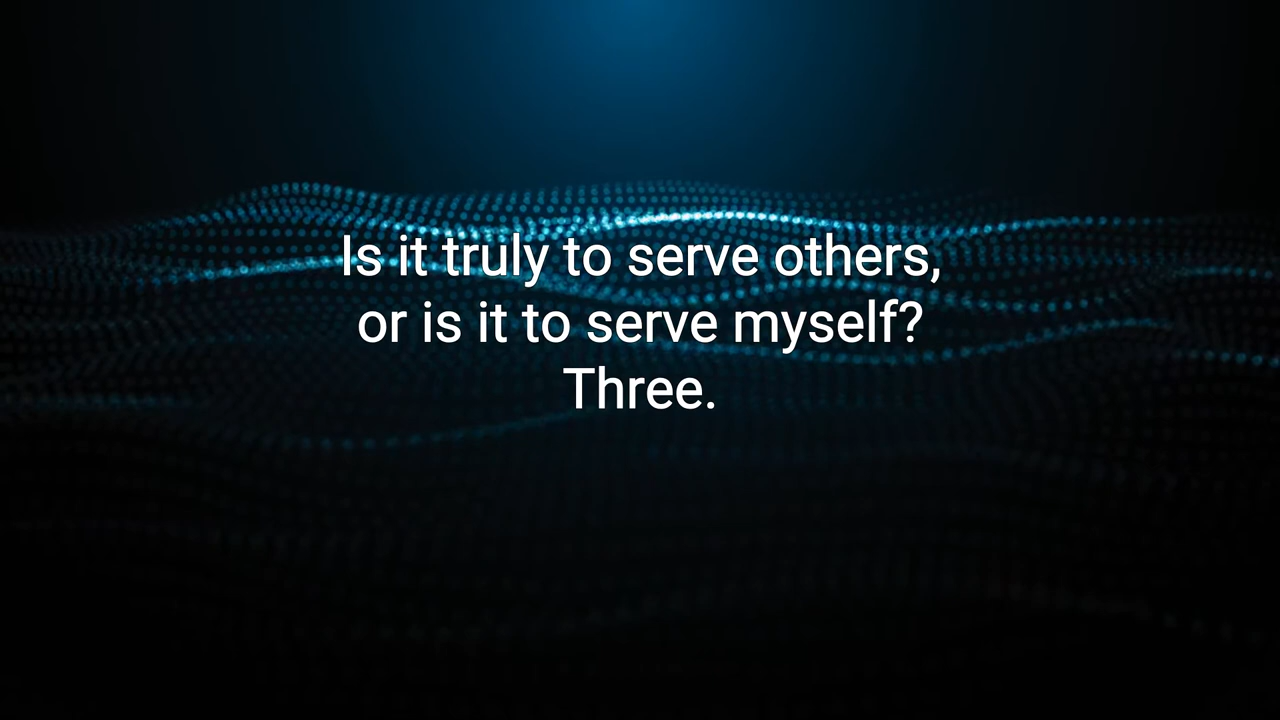 Is it truly to serve others,
or is it to serve myself?
Three.